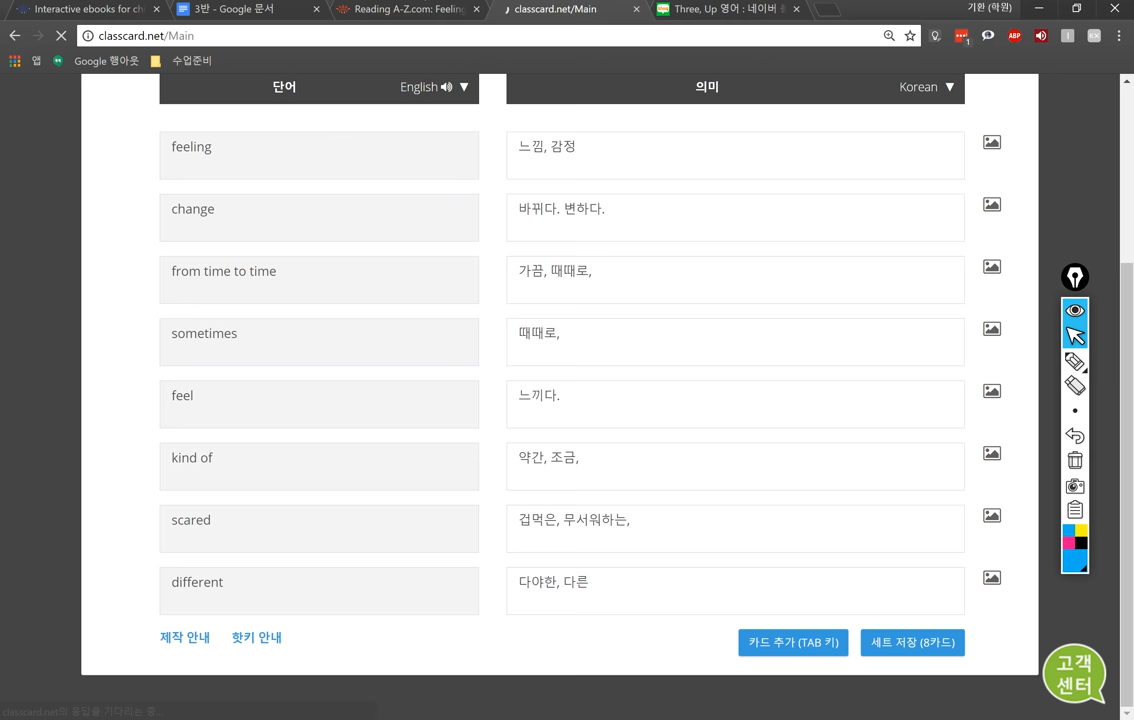 Interactive ebooks for chi
3반 - Google 문서
Reading A-Z.com: Feeling
classcard.net/Main
Three, Up 영어 : 네이버
기환 (학원)
classcard.net/Main
앱
Google 행아웃
수업준비
단어
English
의미
Korean
feeling
느낌, 감정
change
바뀌다. 변하다.
from time to time
가끔, 때때로,
sometimes
때때로,
feel
느끼다.
kind of
약간, 조금,
scared
겁먹은, 무서워하는,
different
다야한, 다른
제작 안내
핫키 안내
카드 추가 (TAB 키)
세트 저장 (8카드)
고객
센터
classcard.net의 응답을 기다리는 중...